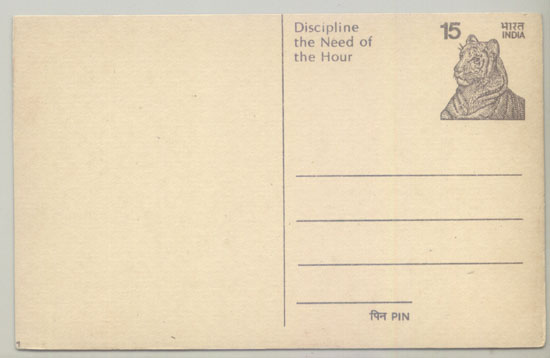 Discipline
the Need of
the Hour
15
भारत
INDIA
पिन PIN